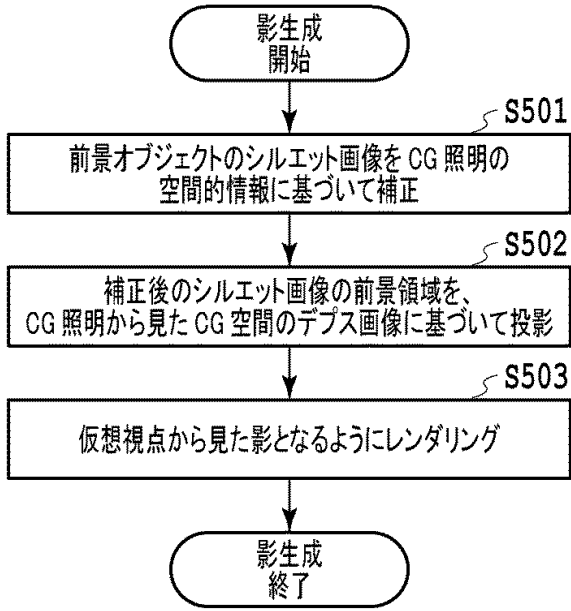 影生成
開始
S501
前景オブジェクトのシルエット画像をCG照明の
空間的情報に基づいて補正
S502
補正後のシルエット画像の前景領域を、
CG照明から見たCG空間のデプス画像に基づいて投影
S503
仮想視点から見た影となるようにレンダリング
影生成
終了